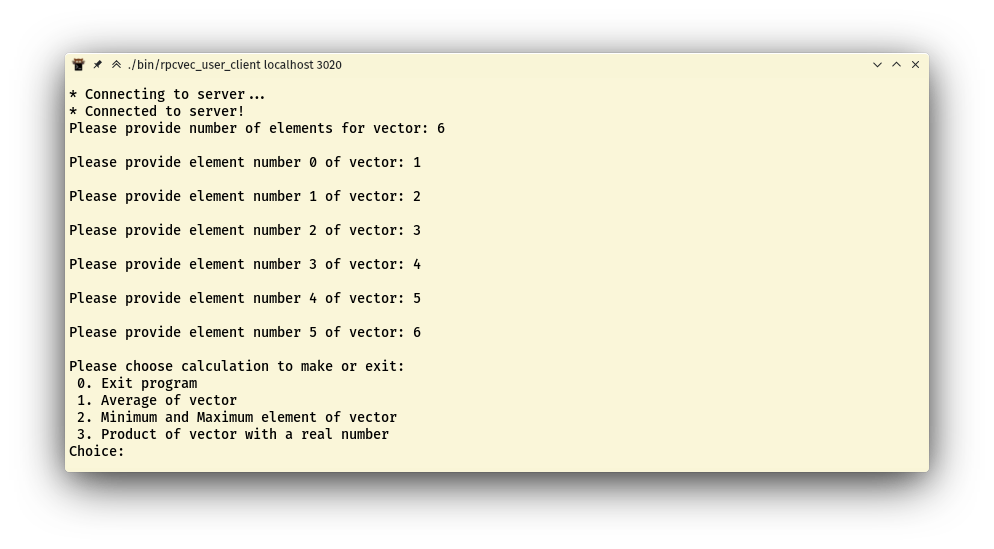 ./bin/rpcvec_user_client localhost 3020
* Connecting to server...
* Connected to server!
Please provide number of elements for vector: 6
Please provide element number 0 of vector: 1
Please provide element number 1 of vector: 2
Please provide element number 2 of vector: 3
Please provide element number 3 of vector: 4
Please provide element number 4 of vector: 5
Please provide element number 5 of vector: 6
Please choose calculation to make or exit:
0. Exit program
1. Average of vector
2. Minimum and Maximum element of vector
3. Product of vector with a real number
Choice: